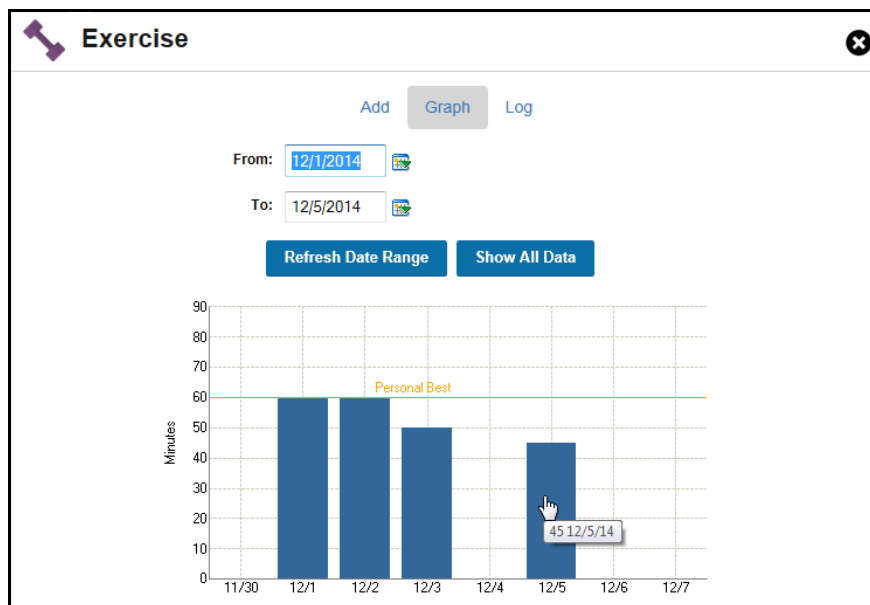 Exercise
Add Graph Log
From: 12/1/2014
To: 12/5/2014
Refresh Date Range Show All Data
90
80
70
Personal Best
60
50
Minutes
40
30
20
45 12/5/14
10
0
11/30 12/1 12/2 12/3 12/4 12/5 12/6 12/7